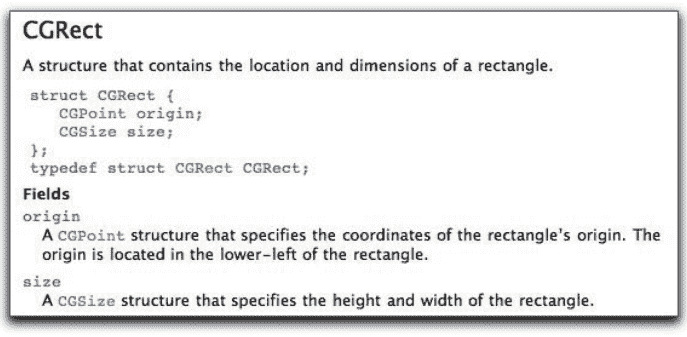 CGRect
A structure that contains the location and dimensions of a rectangle.
struct CGRect {
CGPoint origin;
CGSize size;
};
typedef struct CGRect CGRect;
Fields
origin
A CGPoint structure that specifies the coordinates of the rectangle's origin. The
origin is located in the lower-left of the rectangle.
size
A CGSize structure that specifies the height and width of the rectangle.